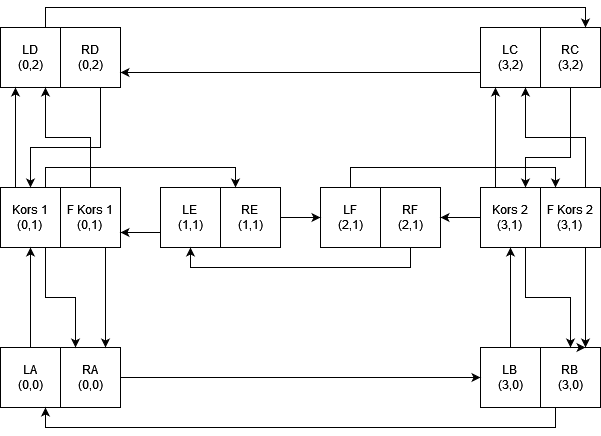 LD RD
(0,2) (0,2)
LC RC
(3,2) (3,2)
Kors 1 F Kors 1
(0,1) (0,1)
LE RE
(1,1) (1,1)
LF RF
(2,1) (2,1)
Kors 2 F Kors 2
(3,1) (3,1)
LA RA
(0,0) (0,0)
LB RB
(3,0) (3,0)